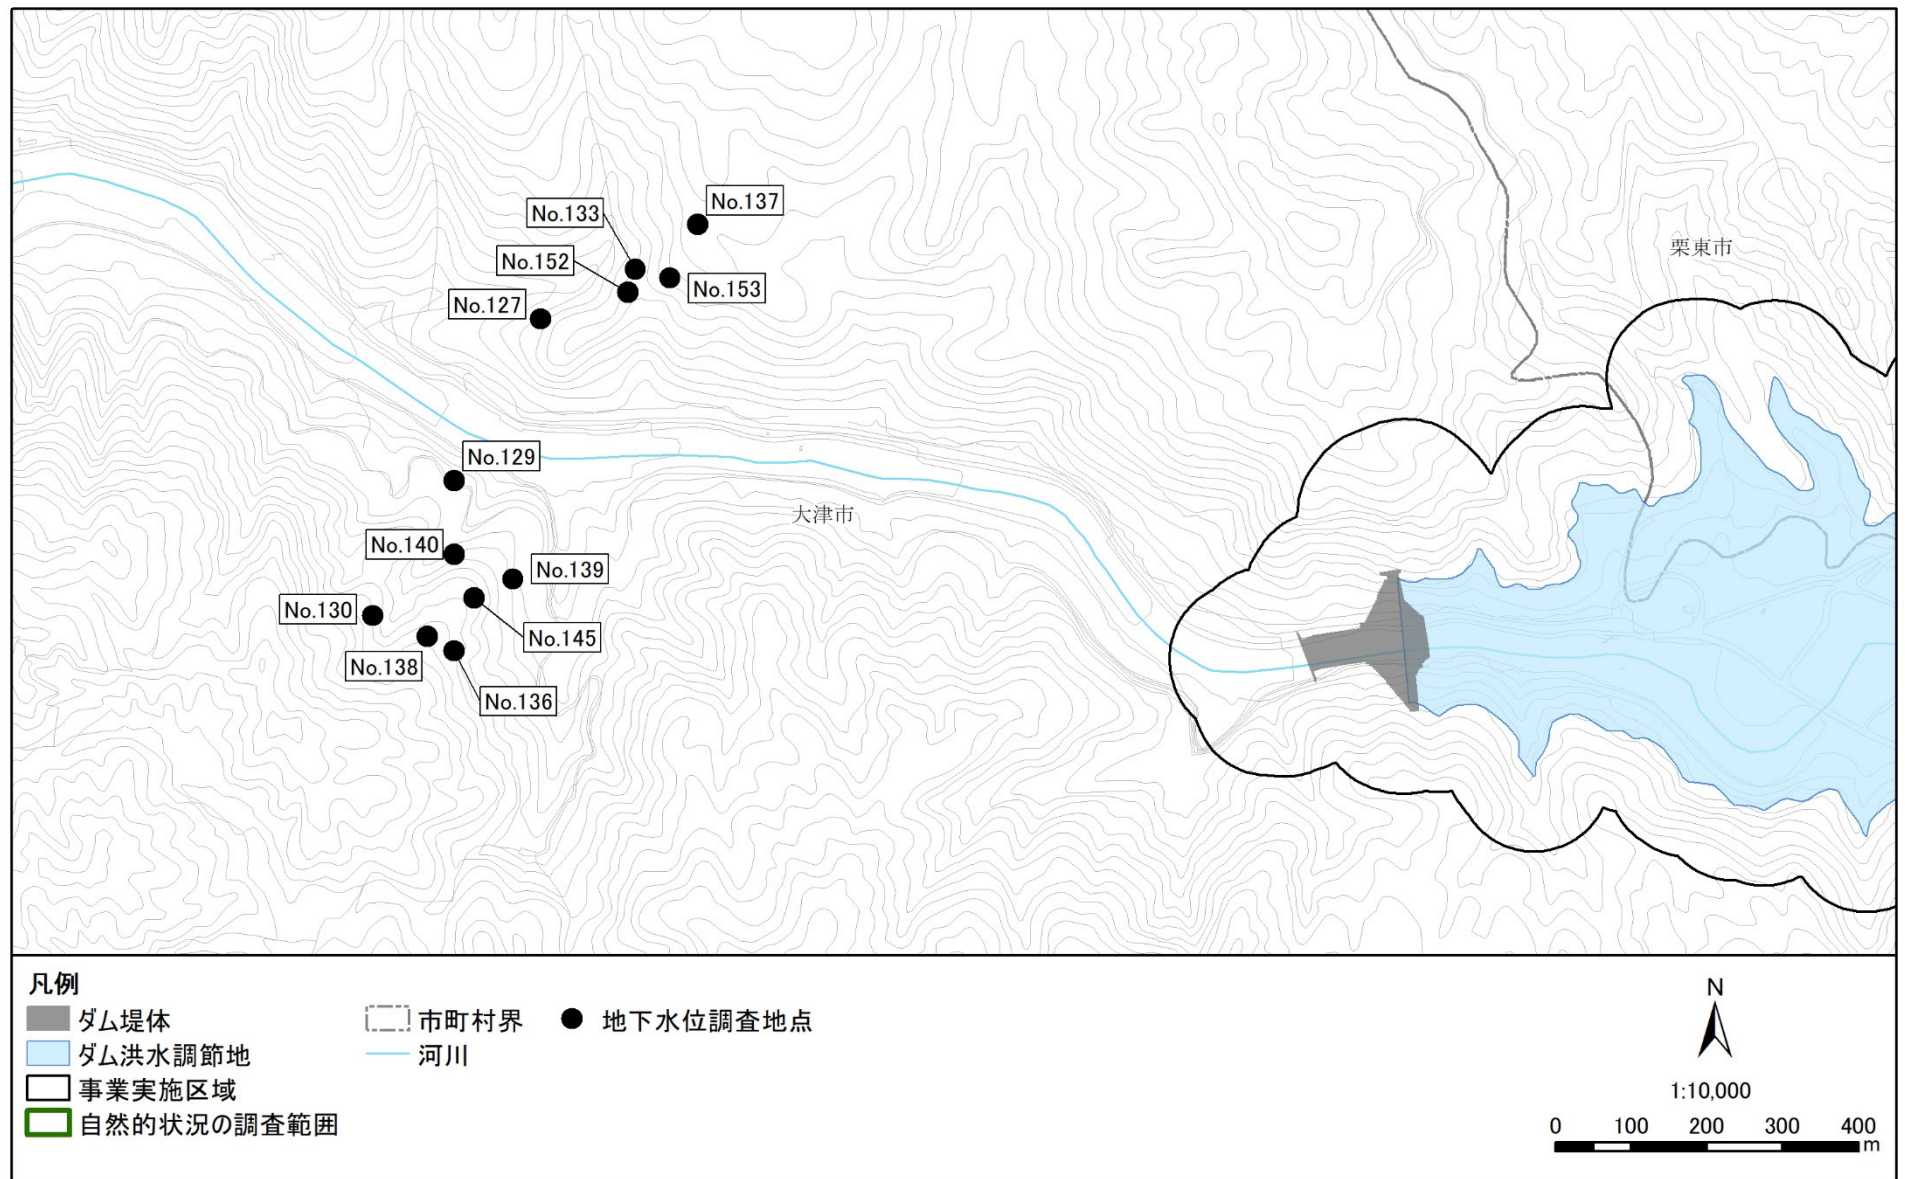 No.137
No.133
栗東市
No.152
No.153
No.127
No.129
大津市
No.140
No.139
No.130
No.145
No.138
No.136
凡例
ダム堤体
市町村界
地下水位調査地点
ダム洪水調節地
河川
事業実施区域
自然的状況の調査範囲
N
1:10,000
0 100 200 300 400
m